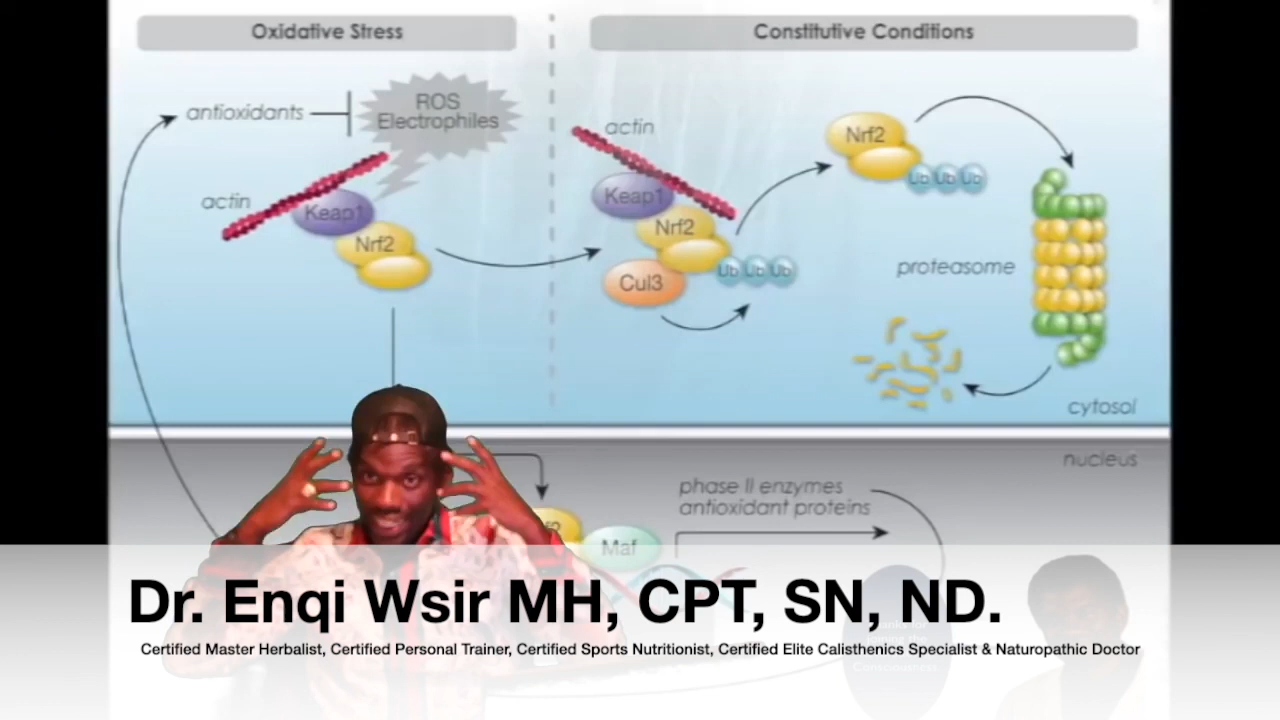 Oxidative Stress
Constitutive Conditions
antioxidants
ROS
Electrophiles
actin
Keap1
Nrf2
actin
Keap1
Nrf2
Cul3
Ub Ub Ub
Nrf2
Ub Ub Ub
proteasome
cytosol
nucleus
phase II enzymes
antioxidant proteins
Maf
Dr. Enqi Wsir MH, CPT, SN, ND.
Certified Master Herbalist, Certified Personal Trainer, Certified Sports Nutritionist, Certified Elite Calisthenics Specialist & Naturopathic Doctor
Consciousness